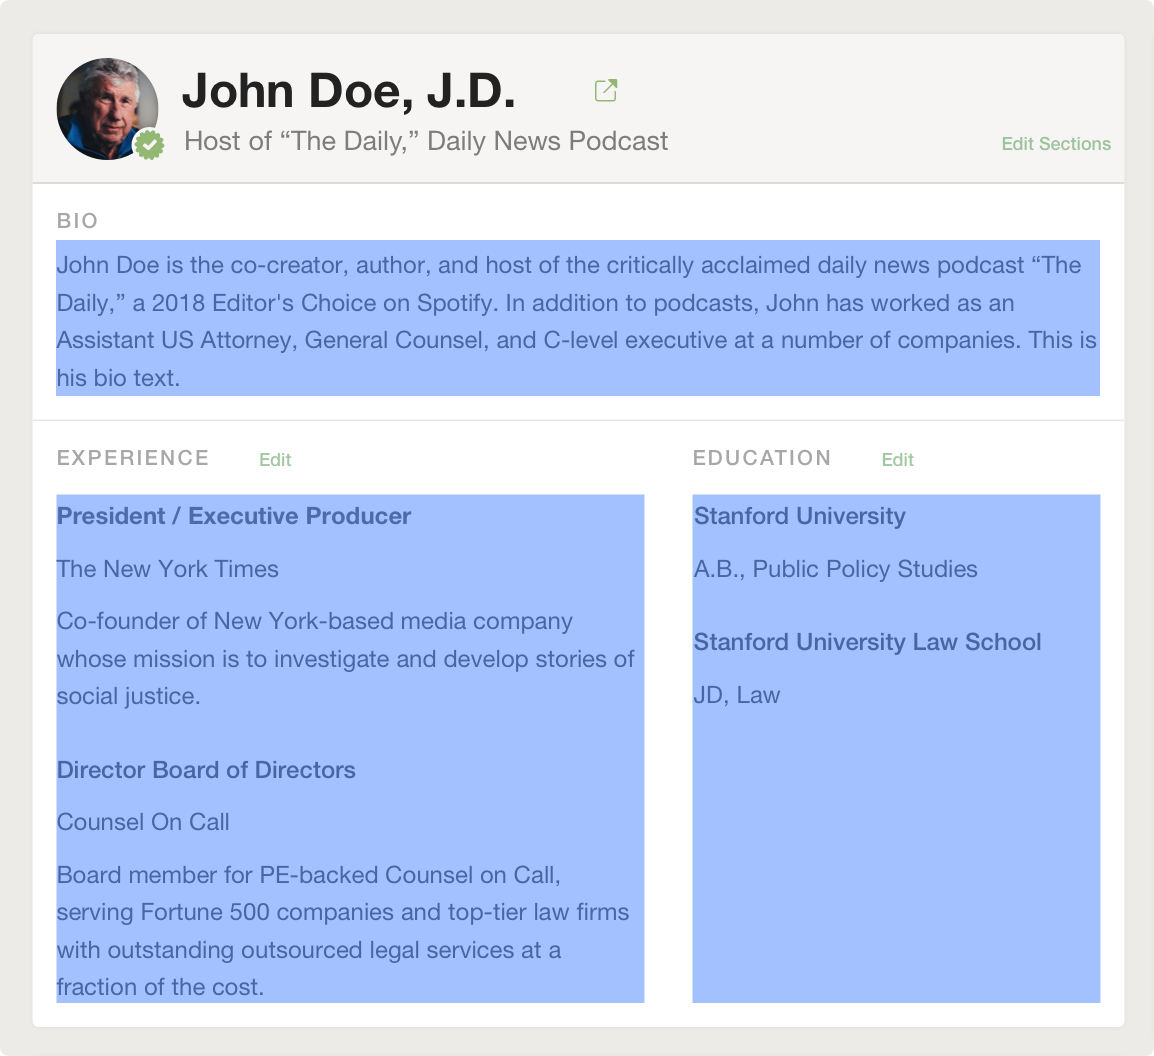 John Doe, J.D.
Host of “The Daily,” Daily News Podcast
Edit Sections
BIO
John Doe is the co-creator, author, and host of the critically acclaimed daily news podcast “The
Daily,” a 2018 Editor's Choice on Spotify. In addition to podcasts, John has worked as an
Assistant US Attorney, General Counsel, and C-level executive at a number of companies. This is
his bio text.
EXPERIENCE
Edit
President / Executive Producer
The New York Times
Co-founder of New York-based media company
whose mission is to investigate and develop stories of
social justice.
Director Board of Directors
Counsel On Call
Board member for PE-backed Counsel on Call,
serving Fortune 500 companies and top-tier law firms
with outstanding outsourced legal services at a
fraction of the cost.
EDUCATION
Edit
Stanford University
A.B., Public Policy Studies
Stanford University Law School
JD, Law